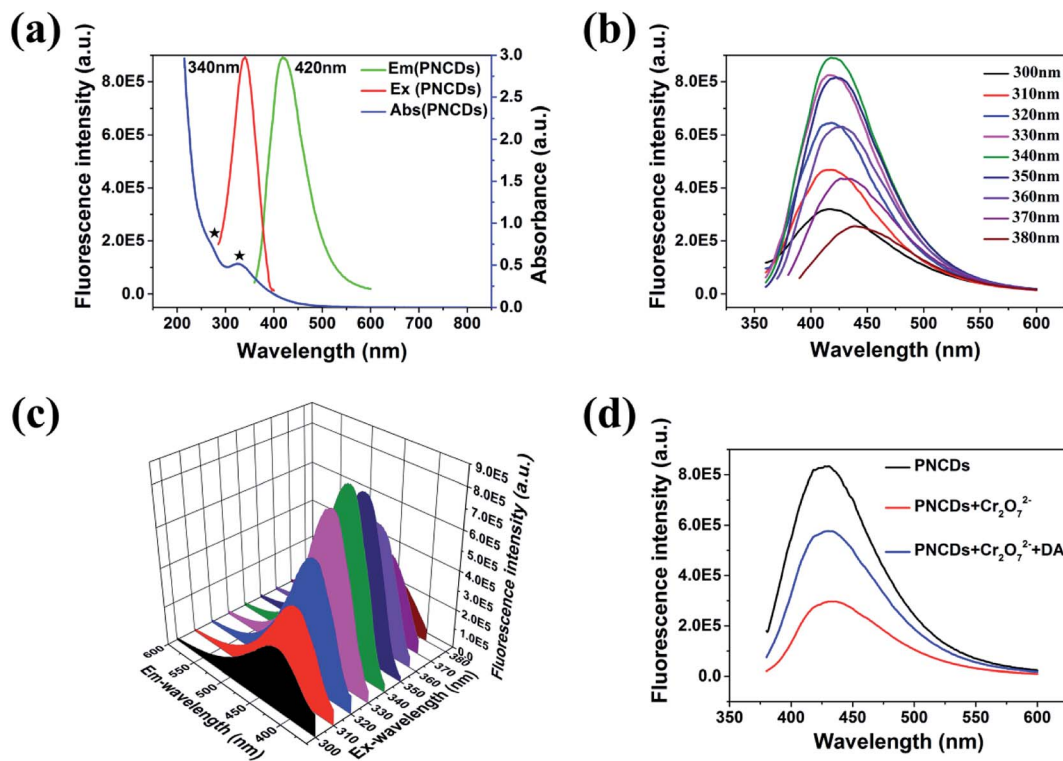 (a)
Fluorescence intensity (a.u.)
8.0E5
6.0E5
4.0E5
2.0E5
0.0
340nm
420nm
Em(PNCDs)
Ex (PNCDs)
Abs(PNCDs)
3.0
2.5
2.0
1.5
1.0
0.5
0.0
Absorbance (a.u.)
200 300 400 500 600 700 800
Wavelength (nm)
(b)
Fluorescence intensity (a.u.)
8.0E5
6.0E5
4.0E5
2.0E5
0.0
300nm
310nm
320nm
330nm
340nm
350nm
360nm
370nm
380nm
350 400 450 500 550 600
Wavelength (nm)
(c)
9.0E5
8.0E5
7.0E5
6.0E5
5.0E5
4.0E5
3.0E5
2.0E5
1.0E5
0.0
Fluorescence intensity (a.u.)
600
550
500
450
400
Em-wavelength (nm)
300
310
320
330
340
350
360
370
380
Ex-wavelength (nm)
(d)
Fluorescence intensity (a.u.)
8.0E5
6.0E5
4.0E5
2.0E5
0.0
PNCDs
PNCDs+Cr₂O₇²⁻
PNCDs+Cr₂O₇²⁻+DA
350 400 450 500 550 600
Wavelength (nm)